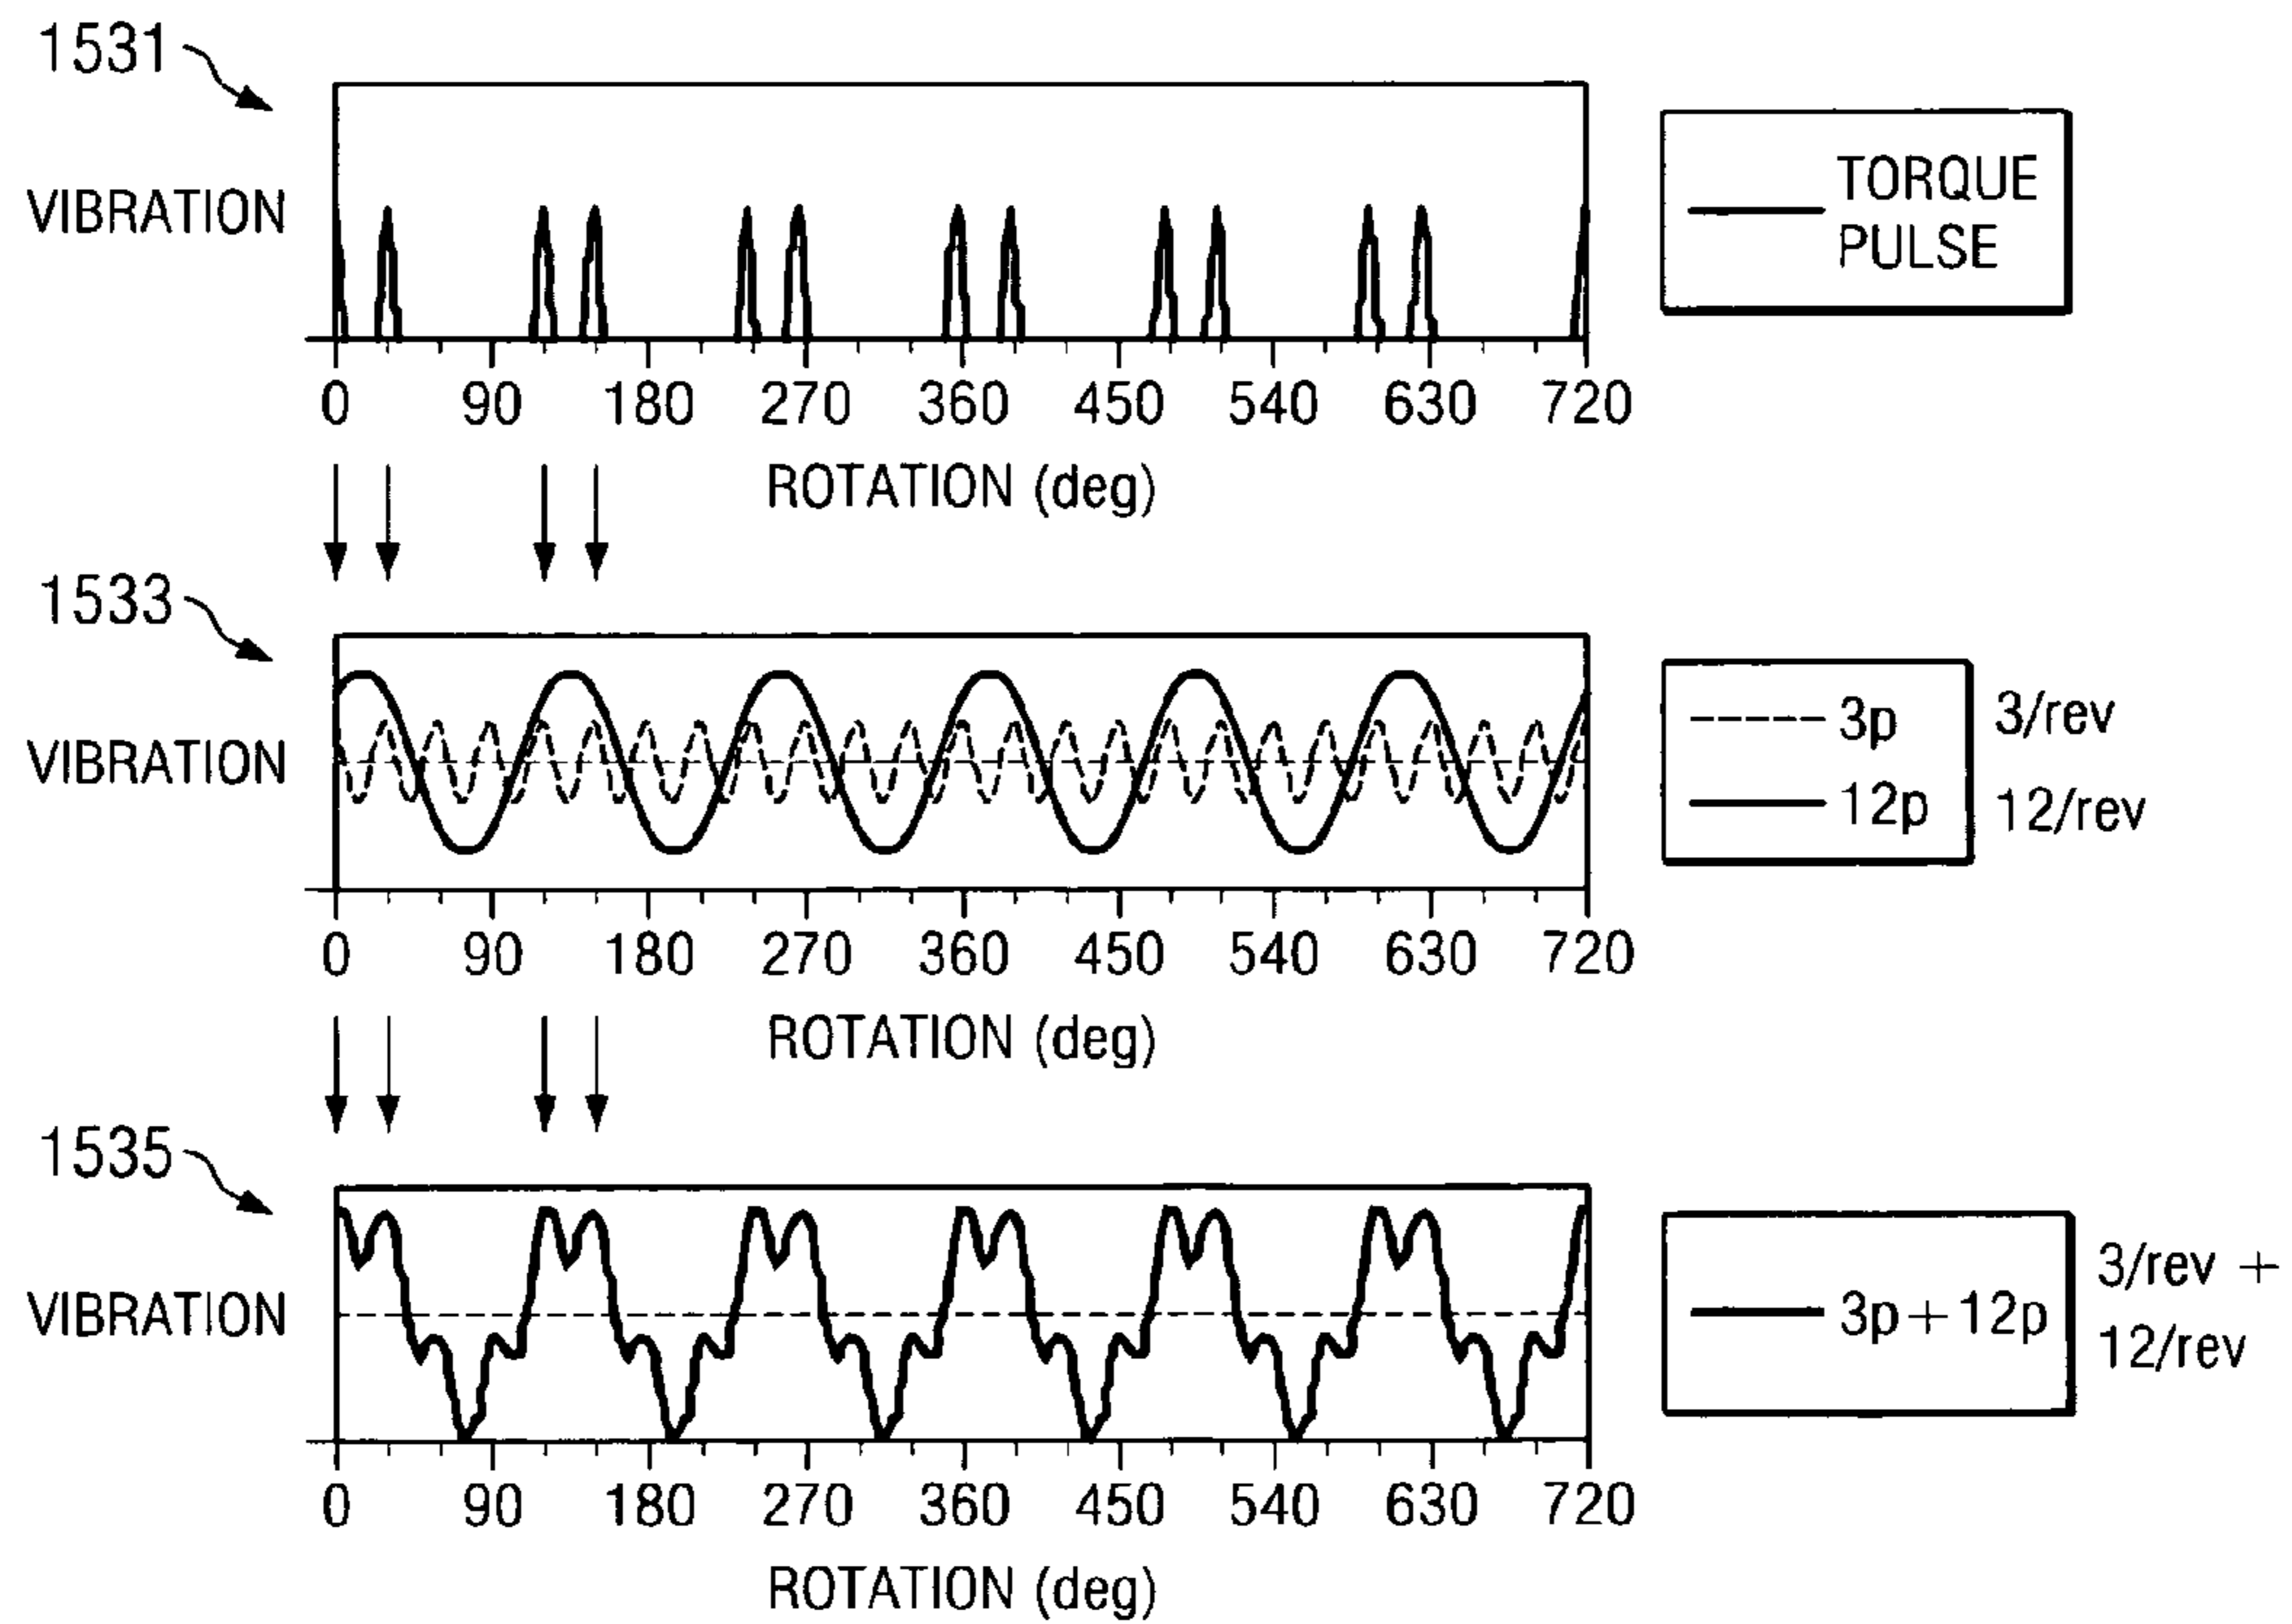 1531
VIBRATION
TORQUE
PULSE
0 90 180 270 360 450 540 630 720
ROTATION (deg)
1533
VIBRATION
3p 3/rev
12p 12/rev
0 90 180 270 360 450 540 630 720
ROTATION (deg)
1535
VIBRATION
3p+12p
3/rev +
12/rev
0 90 180 270 360 450 540 630 720
ROTATION (deg)